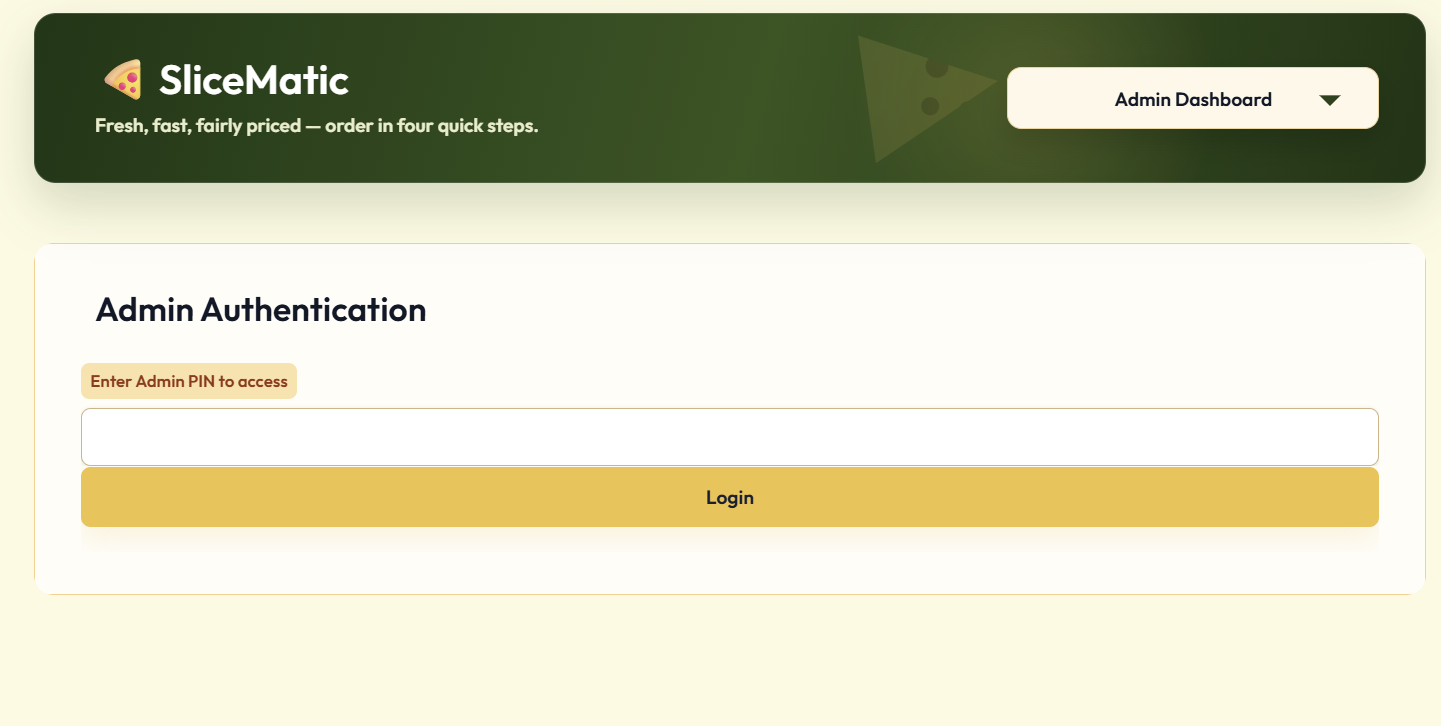 SliceMatic
Fresh, fast, fairly priced — order in four quick steps.
Admin Dashboard
Admin Authentication
Enter Admin PIN to access
Login